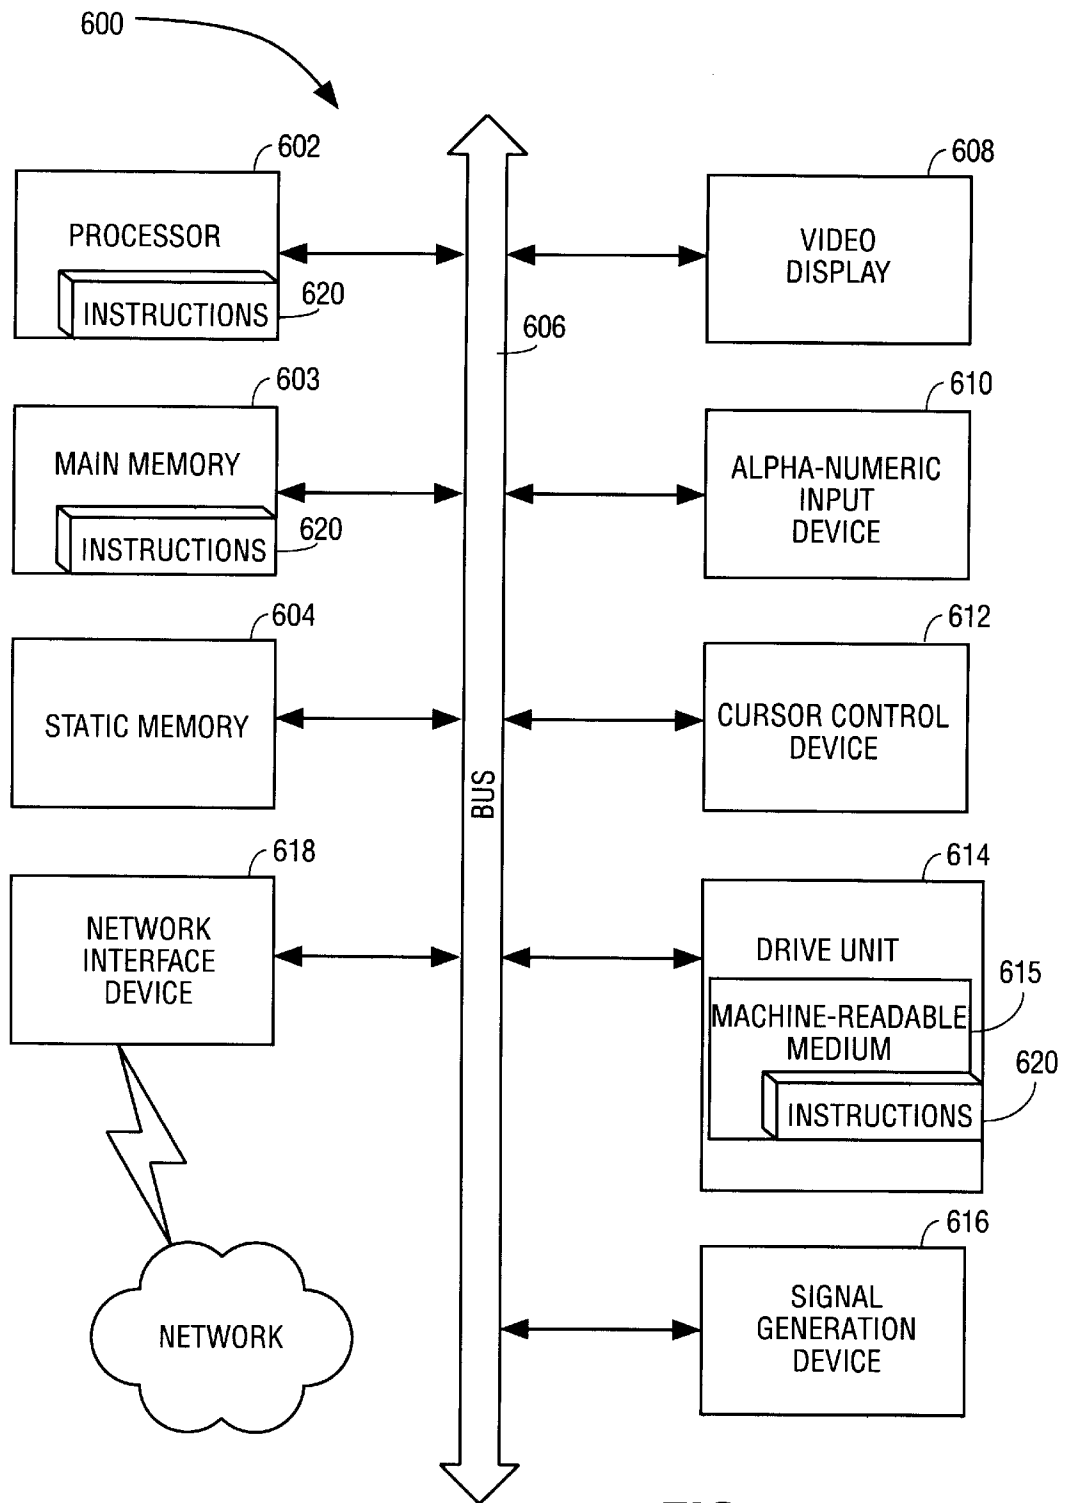 600
602
PROCESSOR
620
INSTRUCTIONS
603
MAIN MEMORY
620
INSTRUCTIONS
604
STATIC MEMORY
618
NETWORK
INTERFACE
DEVICE
NETWORK
606
BUS
608
VIDEO
DISPLAY
610
ALPHA-NUMERIC
INPUT
DEVICE
612
CURSOR CONTROL
DEVICE
614
DRIVE UNIT
615
MACHINE-READABLE
MEDIUM
620
INSTRUCTIONS
616
SIGNAL
GENERATION
DEVICE